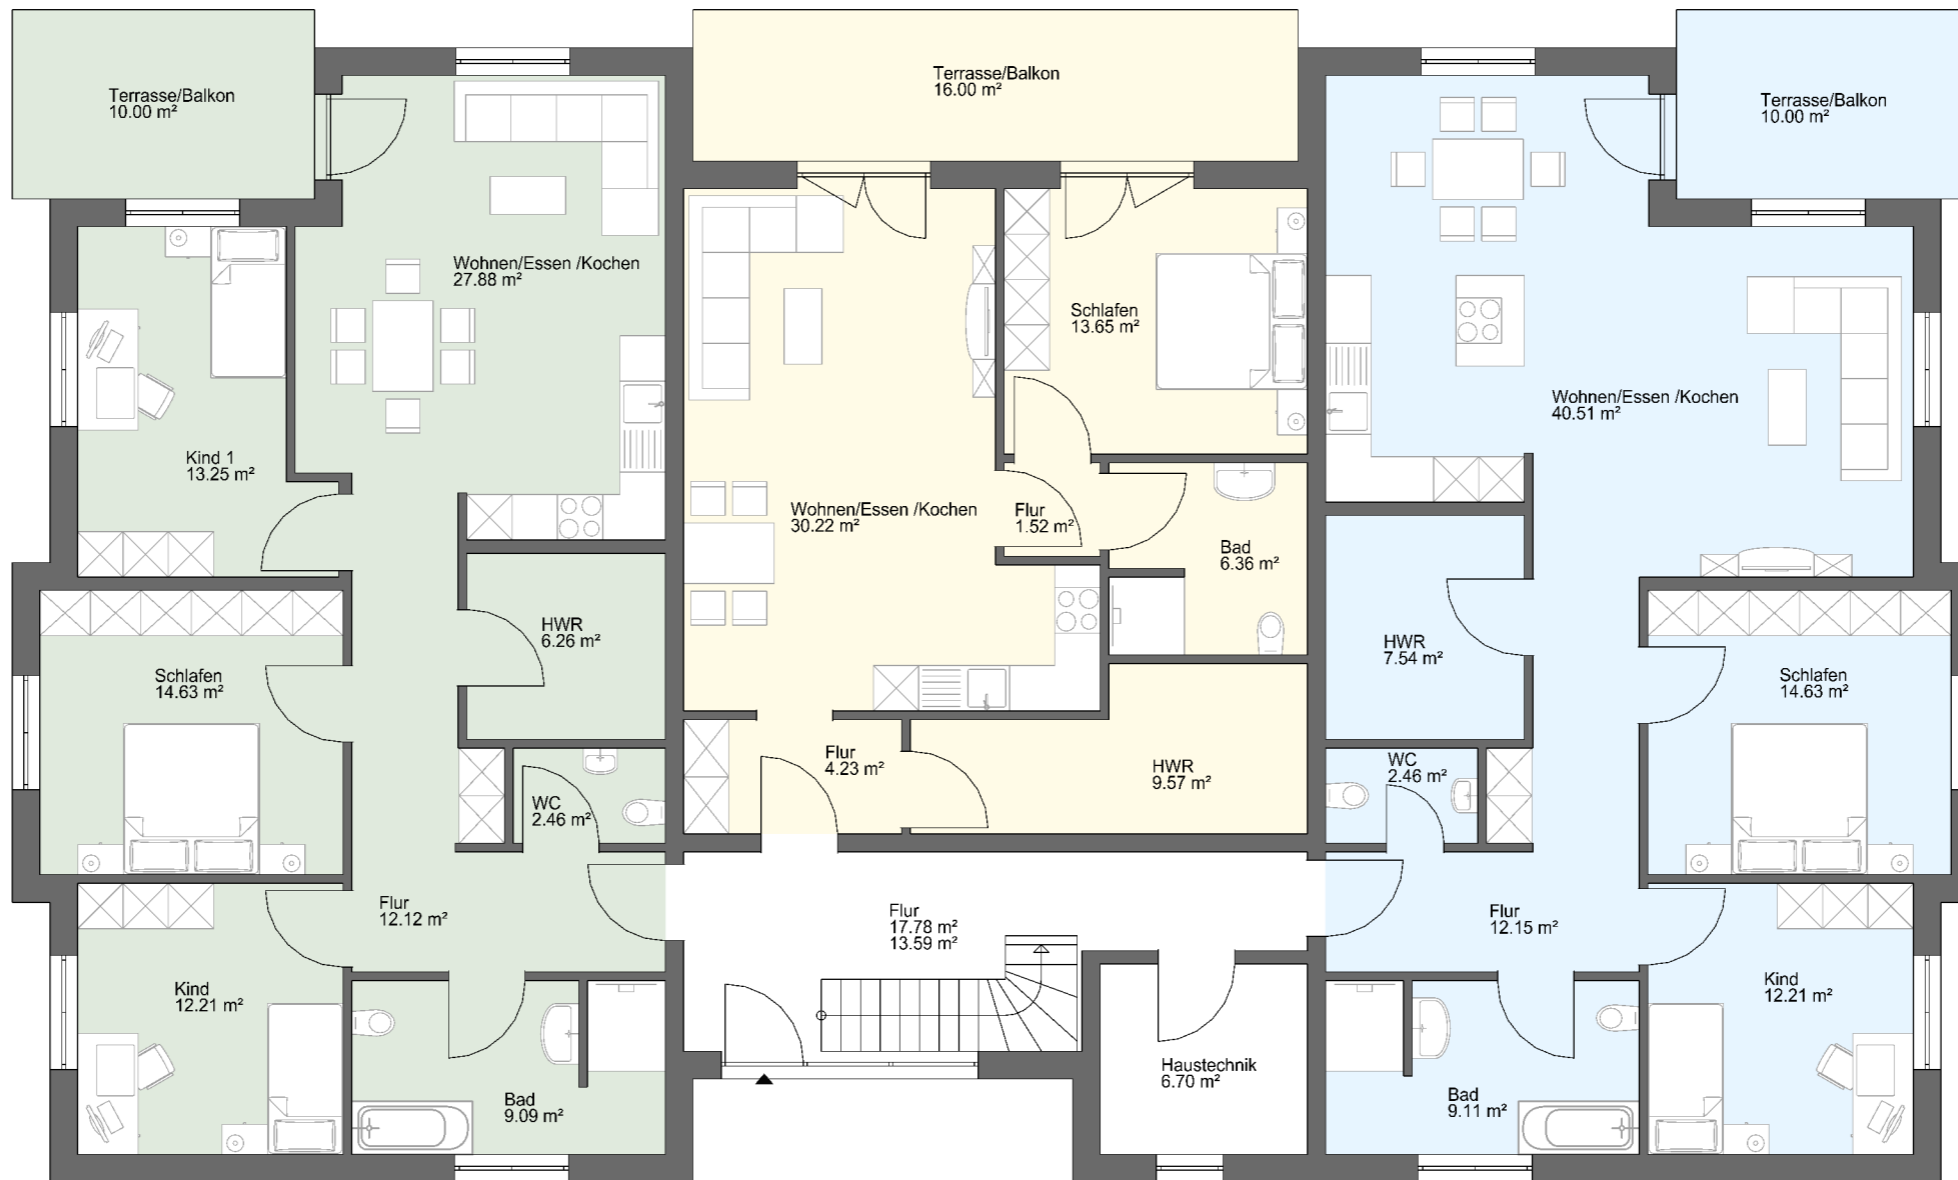 Terrasse/Balkon
10.00 m²
Terrasse/Balkon
16.00 m²
Terrasse/Balkon
10.00 m²
Wohnen/Essen /Kochen
27.88 m²
Schlafen
13.65 m²
Wohnen/Essen /Kochen
40.51 m²
Kind 1
13.25 m²
Wohnen/Essen /Kochen
30.22 m²
Flur
1.52 m²
Bad
6.36 m²
HWR
6.26 m²
HWR
7.54 m²
Schlafen
14.63 m²
Schlafen
14.63 m²
Flur
4.23 m²
HWR
9.57 m²
WC
2.46 m²
WC
2.46 m²
Flur
12.12 m²
Flur
17.78 m²
13.59 m²
Flur
12.15 m²
Kind
12.21 m²
Kind
12.21 m²
Haustechnik
6.70 m²
Bad
9.09 m²
Bad
9.11 m²